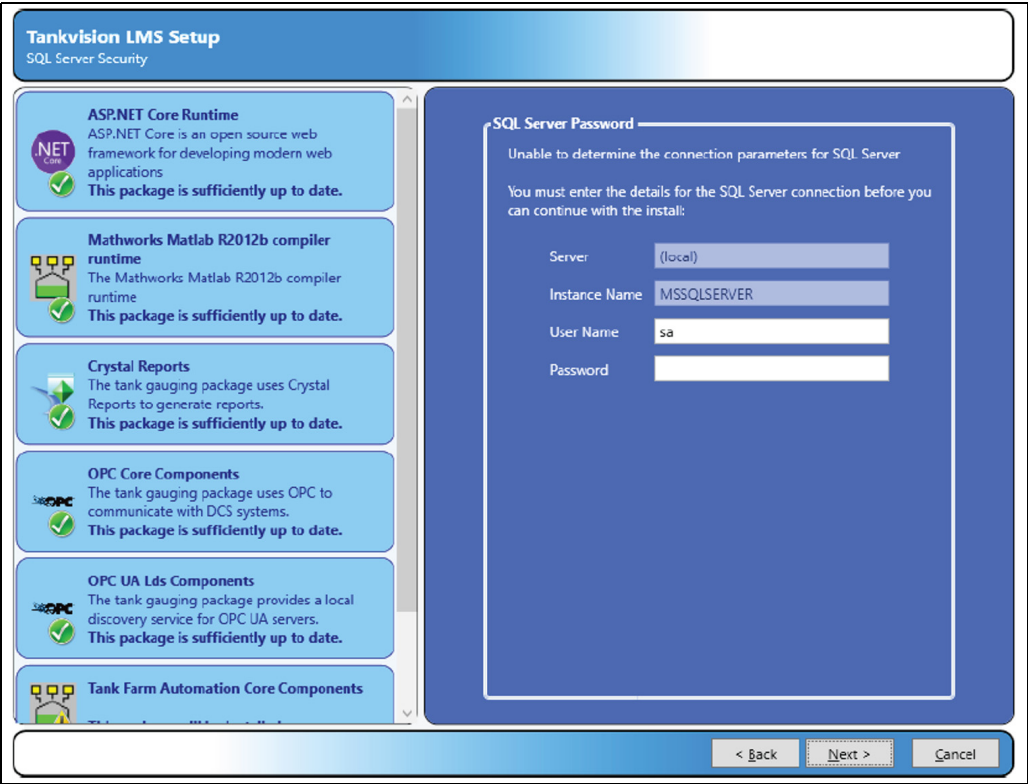 Tankvision LMS Setup
SQL Server Security
.NET
Core
ASP.NET Core Runtime
ASP.NET Core is an open source web
framework for developing modern web
applications
This package is sufficiently up to date.
Mathworks Matlab R2012b compiler
runtime
The Mathworks Matlab R2012b compiler
runtime
This package is sufficiently up to date.
Crystal Reports
The tank gauging package uses Crystal
Reports to generate reports.
This package is sufficiently up to date.
OPC
OPC Core Components
The tank gauging package uses OPC to
communicate with DCS systems.
This package is sufficiently up to date.
OPC
OPC UA Lds Components
The tank gauging package provides a local
discovery service for OPC UA servers.
This package is sufficiently up to date.
Tank Farm Automation Core Components
SQL Server Password
Unable to determine the connection parameters for SQL Server
You must enter the details for the SQL Server connection before you
can continue with the install:
Server (local)
Instance Name MSSQLSERVER
User Name sa
Password
< Back Next > Cancel